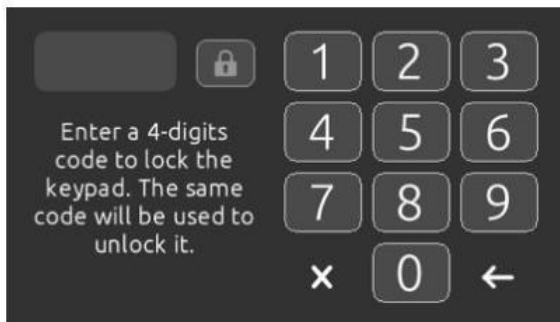 1 2 3
Enter a 4-digits
code to lock the
keypad. The same
code will be used to
unlock it.
4 5 6
7 8 9
0